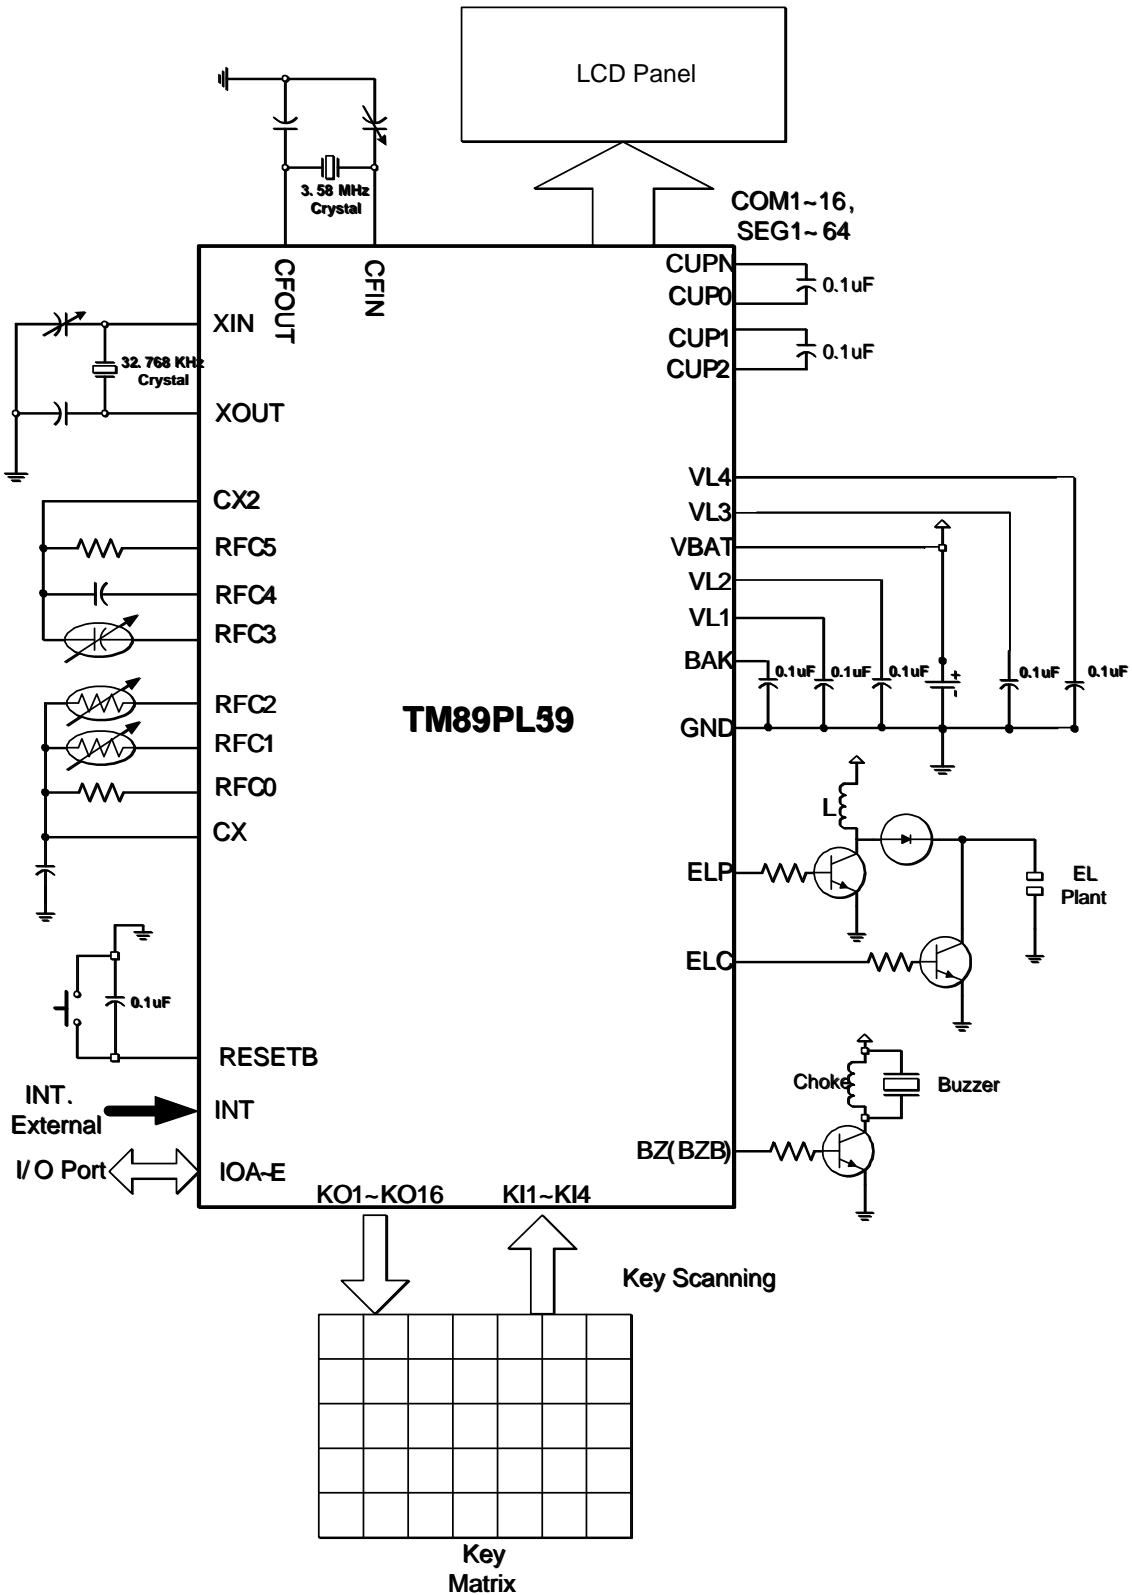 LCD Panel
3.58 MHz
Crystal
COM1~16,
SEG1~64
CFOUT
CFIN
CUPN
CUP0
0.1uF
CUP1
CUP2
0.1uF
XIN
32.768 KHz
Crystal
XOUT
CX2
RFC5
RFC4
RFC3
RFC2
RFC1
RFC0
CX
VL4
VL3
VBAT
VL2
VL1
BAK
GND
0.1uF
0.1uF
0.1uF
+
-
0.1uF
0.1uF
TM89PL59
L
ELP
EL
Plant
ELC
0.1uF
RESETB
INT.
External
INT
I/O Port
IOA~E
Choke
Buzzer
BZ(BZB)
KO1~KO16
KI1~KI4
Key Scanning
Key
Matrix